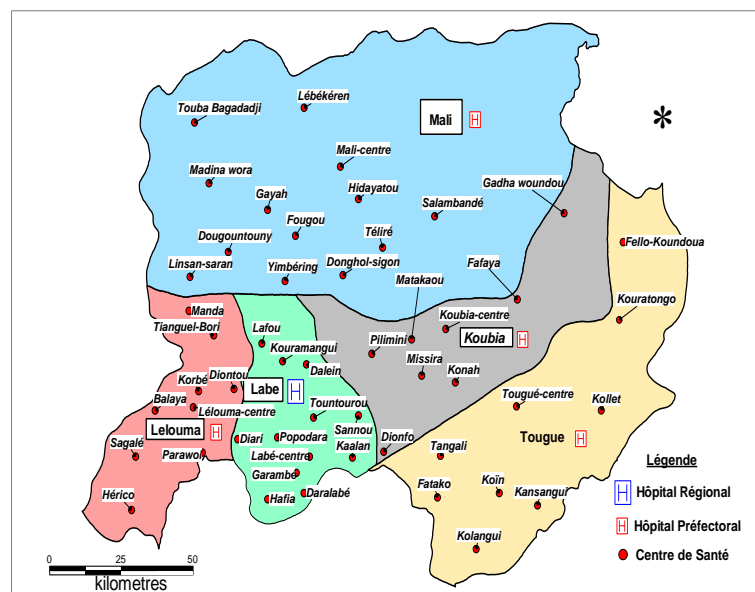 Lébékéren
Touba Bagadadji
Mali
H
*
Mali-centre
Madina wora
Hidayatou
Gadha woundou
Gayah
Salambandé
Fougou
Téliré
Dougountouny
Fello-Koundoua
Linsan-saran
Yimbéring
Donghol-sigon
Matakaou
Fafaya
Kouratongo
Manda
Tianguel-Bori
Lafou
Koubia-centre
Pilimini
Koubia
H
Kouramangui
Dalein
Missira
Konah
Korbé
Diontou
Labe
H
Balaya
Lélouma-centre
Tountourou
Tougué-centre
Kollet
Lelouma
H
Sannou
Diari
Popodara
Tougue
H
Sagalé
Parawol
Labé-centre
Kaalan
Dionfo
Tangali
Légende
Garambé
Hafia
Daralabé
Fatako
Koïn
Kansangui
H
Hôpital Régional
Hérico
H
Hôpital Préfectoral
Kolangui
Centre de Santé
0 25 50
kilometres